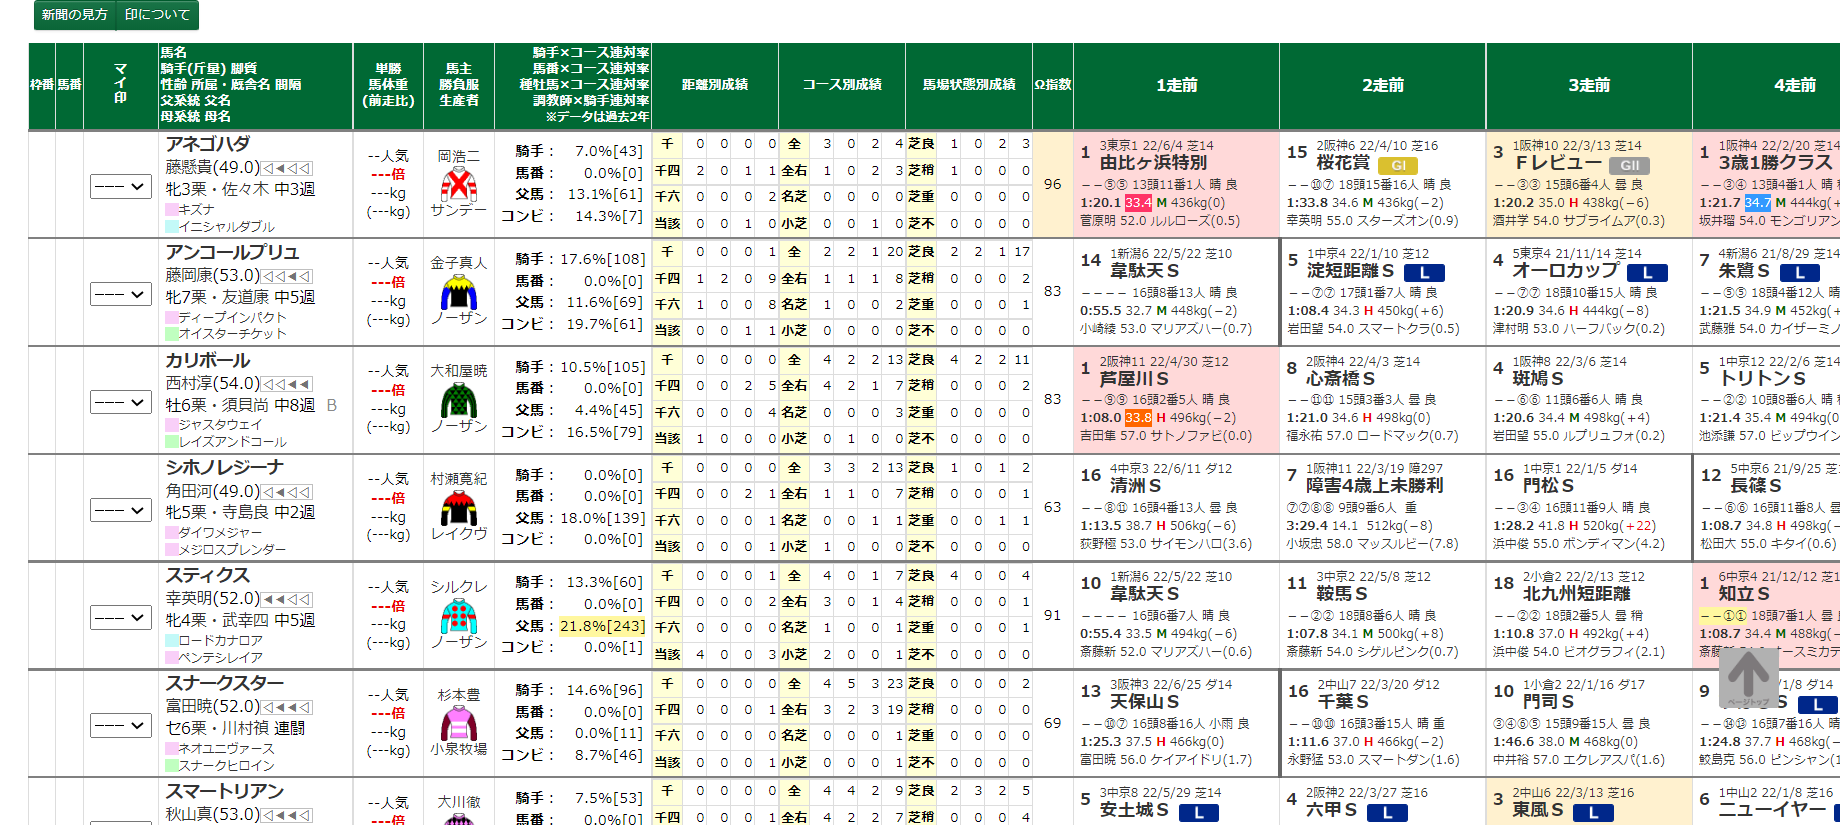 新聞の見方 印について
枠番 馬番 マイ印 馬名 騎手(斤量) 脚質 性齢 所属・厩舎名 間隔 父系統 父名 母系統 母名 単勝 馬体重 (前走比) 馬主 勝負服 生産者 騎手×コース連対率 馬番×コース連対率 種牡馬×コース連対率 調教師×騎手連対率 ※データは過去2年 距離別成績 コース別成績 馬場状態別成績 Ω指数 1走前 2走前 3走前 4走前
アネゴハダ
藤懸貴(49.0)◁◀◁◁
牝3栗・佐々木 中3週
キズナ
イニシャルダブル
--- --人気 ---倍 ---kg (---kg)
岡浩二 サンデー
騎手： 7.0%[43]
馬番： 0.0%[0]
父馬： 13.1%[61]
コンビ： 14.3%[7]
千 0 0 0 0 全 3 0 2 4 芝良 1 0 2 3
千四 2 0 1 1 全右 1 0 2 3 芝稍 1 0 0 0
千六 0 0 0 2 名芝 0 0 0 0 芝重 0 0 0 0
当該 0 0 1 0 小芝 0 0 1 0 芝不 0 0 0 0
96
1 3東京1 22/6/4 芝14
由比ヶ浜特別
－－⑤⑤ 13頭11番1人 晴 良
1:20.1 33.4 M 436kg(0)
菅原明 52.0 ルルローズ(0.5)
15 2阪神6 22/4/10 芝16
桜花賞 GI
－－⑩⑦ 18頭15番16人 晴 良
1:33.8 34.6 M 436kg(−2)
幸英明 55.0 スターズオン(0.9)
3 1阪神10 22/3/13 芝14
Ｆレビュー GII
－－③③ 15頭6番4人 曇 良
1:20.2 35.0 H 438kg(−6)
酒井学 54.0 サブライムア(0.3)
1 1阪神4 22/2/20 芝14
3歳1勝クラス
－－③④ 13頭4番1人 晴
1:21.7 34.7 M 444kg(
坂井瑠 54.0 モンゴリアン
アンコールプリュ
藤岡康(53.0)◁◁◀◁
牝7栗・友道康 中5週
ディープインパクト
オイスターチケット
--- --人気 ---倍 ---kg (---kg)
金子真人 ノーザン
騎手：17.6%[108]
馬番： 0.0%[0]
父馬： 11.6%[69]
コンビ： 19.7%[61]
千 0 0 0 1 全 2 2 1 20 芝良 2 2 1 17
千四 1 2 0 9 全右 1 1 1 8 芝稍 0 0 0 2
千六 1 0 0 8 名芝 1 0 0 2 芝重 0 0 0 1
当該 0 0 1 1 小芝 0 0 0 0 芝不 0 0 0 0
83
14 1新潟6 22/5/22 芝10
韋駄天Ｓ
－－－－ 16頭8番13人 晴 良
0:55.5 32.7 M 448kg(−2)
小崎綾 53.0 マリアズハー(0.7)
5 1中京4 22/1/10 芝12
淀短距離Ｓ L
－－⑦⑦ 17頭1番7人 晴 良
1:08.4 34.3 H 450kg(+6)
岩田望 54.0 スマートクラ(0.5)
4 5東京4 21/11/14 芝14
オーロカップ L
－－⑦⑦ 18頭10番15人 晴 良
1:20.9 34.6 H 444kg(−8)
津村明 53.0 ハーフバック(0.2)
7 4新潟6 21/8/29 芝14
朱鷺Ｓ L
－－⑤⑤ 18頭4番12人 晴
1:21.5 34.9 M 452kg(
武藤雅 54.0 カイザーミノ
カリボール
西村淳(54.0)◁◁◀◀
牡6栗・須貝尚 中8週 B
ジャスタウェイ
レイズアンドコール
--- --人気 ---倍 ---kg (---kg)
大和屋暁 ノーザン
騎手：10.5%[105]
馬番： 0.0%[0]
父馬： 4.4%[45]
コンビ： 16.5%[79]
千 0 0 0 0 全 4 2 2 13 芝良 4 2 2 11
千四 0 0 2 5 全右 4 2 1 7 芝稍 0 0 0 2
千六 0 0 0 4 名芝 0 0 0 3 芝重 0 0 0 0
当該 1 0 0 0 小芝 0 1 0 0 芝不 0 0 0 0
83
1 2阪神11 22/4/30 芝12
芦屋川Ｓ
－－⑨⑨ 16頭2番5人 晴 良
1:08.0 33.8 H 496kg(−2)
吉田隼 57.0 サトノファビ(0.0)
8 2阪神4 22/4/3 芝14
心斎橋Ｓ
－－⑪⑪ 15頭3番3人 曇 良
1:21.0 34.6 H 498kg(0)
福永祐 57.0 ロードマック(0.7)
4 1阪神8 22/3/6 芝14
斑鳩Ｓ
－－⑥⑥ 11頭6番6人 晴 良
1:20.6 34.4 M 498kg(+4)
岩田望 55.0 ルプリュフォ(0.2)
5 1中京12 22/2/6 芝14
トリトンＳ
－－②② 10頭8番6人 晴
1:21.4 35.4 M 494kg(
池添謙 57.0 ビップウイン
シホノレジーナ
角田河(49.0)◁◀◁◁
牝5栗・寺島良 中2週
ダイワメジャー
メジロスプレンダー
--- --人気 ---倍 ---kg (---kg)
村瀬寛紀 レイクヴ
騎手： 0.0%[0]
馬番： 0.0%[0]
父馬：18.0%[139]
コンビ： 0.0%[0]
千 0 0 0 0 全 3 3 2 13 芝良 1 0 1 2
千四 0 0 2 1 全右 1 1 0 7 芝稍 0 0 0 1
千六 0 0 0 1 名芝 0 0 1 1 芝重 0 0 1 1
当該 0 0 0 1 小芝 1 0 0 0 芝不 0 0 0 0
63
16 4中京3 22/6/11 ダ12
清洲Ｓ
－－⑧⑪ 16頭4番13人 曇 良
1:13.5 38.7 H 506kg(−6)
荻野極 53.0 サイモンハロ(3.6)
7 1阪神11 22/3/19 障297
障害4歳上未勝利
⑦⑦⑧⑧ 9頭9番6人 重
3:29.4 14.1 512kg(−8)
小坂忠 58.0 マッスルビー(7.8)
16 1中京1 22/1/5 ダ14
門松Ｓ
－－③④ 16頭11番9人 晴 良
1:28.2 41.8 H 520kg(+22)
浜中俊 55.0 ボンディマン(4.2)
12 5中京6 21/9/25 芝
長篠Ｓ
－－⑥⑥ 16頭11番8人
1:08.7 34.8 H 498kg(
松田大 55.0 キタイ(0.6)
スティクス
幸英明(52.0)◀◀◁◁
牝4栗・武幸四 中5週
ロードカナロア
ペンテシレイア
--- --人気 ---倍 ---kg (---kg)
シルクレ ノーザン
騎手： 13.3%[60]
馬番： 0.0%[0]
父馬：21.8%[243]
コンビ： 0.0%[1]
千 0 0 0 1 全 4 0 1 7 芝良 4 0 0 4
千四 0 0 0 2 全右 3 0 1 4 芝稍 0 0 0 1
千六 0 0 0 0 名芝 1 0 0 1 芝重 0 0 0 1
当該 4 0 0 3 小芝 2 0 0 1 芝不 0 0 0 0
91
10 1新潟6 22/5/22 芝10
韋駄天Ｓ
－－－－ 16頭6番7人 晴 良
0:55.4 33.5 M 494kg(−6)
斎藤新 52.0 マリアズハー(0.6)
11 3中京2 22/5/8 芝12
鞍馬Ｓ
－－②② 18頭8番6人 晴 良
1:07.8 34.1 M 500kg(+8)
斎藤新 54.0 シゲルピンク(0.7)
18 2小倉2 22/2/13 芝12
北九州短距離
－－②② 18頭2番5人 曇 稍
1:10.8 37.0 H 492kg(+4)
浜中俊 54.0 ビオグラフィ(2.1)
1 6中京4 21/12/12 芝1
知立Ｓ
－－①① 18頭7番1人 曇
1:08.7 34.4 M 488kg(
斎藤新 ースミカテ
スナークスター
富田暁(52.0)◁◀◀◁
セ6栗・川村禎 連闘
ネオユニヴァース
スナークヒロイン
--- --人気 ---倍 ---kg (---kg)
杉本豊 小泉牧場
騎手： 14.6%[96]
馬番： 0.0%[0]
父馬： 0.0%[11]
コンビ： 8.7%[46]
千 0 0 0 0 全 4 5 3 23 芝良 0 0 0 2
千四 0 0 0 1 全右 3 2 3 19 芝稍 0 0 0 0
千六 0 0 0 0 名芝 0 0 0 1 芝重 0 0 0 0
当該 0 0 0 1 小芝 0 0 0 1 芝不 0 0 0 0
69
13 3阪神3 22/6/25 ダ14
天保山Ｓ
－－⑩⑦ 16頭8番16人 小雨 良
1:25.3 37.5 H 466kg(0)
富田暁 56.0 ケイアイドリ(1.7)
16 2中山7 22/3/20 ダ12
千葉Ｓ
－－⑩⑩ 16頭3番15人 晴 重
1:11.6 37.0 H 466kg(−2)
永野猛 53.0 スマートダン(1.6)
10 1小倉2 22/1/16 ダ17
門司Ｓ
③④⑥⑤ 15頭9番15人 曇 良
1:46.6 38.0 M 468kg(0)
中井裕 57.0 エクレアスパ(1.6)
9 /1/8 ダ14
Ｓ L
ページトップ
－－⑭⑬ 16頭7番16人 晴
1:24.8 37.7 H 468kg(
鮫島克 56.0 ピンシャン(
スマートリアン
秋山真(53.0)◁◀◀◁
--人気 ---倍
大川徹
騎手： 7.5%[53]
馬番： 0.0%[0]
千 0 0 0 0 全 4 4 2 9 芝良 2 3 2 5
千四 0 0 0 1 全右 4 2 2 7 芝稍 0 0 0 4
5 3中京8 22/5/29 芝14
安土城Ｓ L
4 2阪神2 22/3/27 芝16
六甲Ｓ L
3 2中山6 22/3/13 芝16
東風Ｓ L
6 1中山2 22/1/8 芝16
ニューイヤー